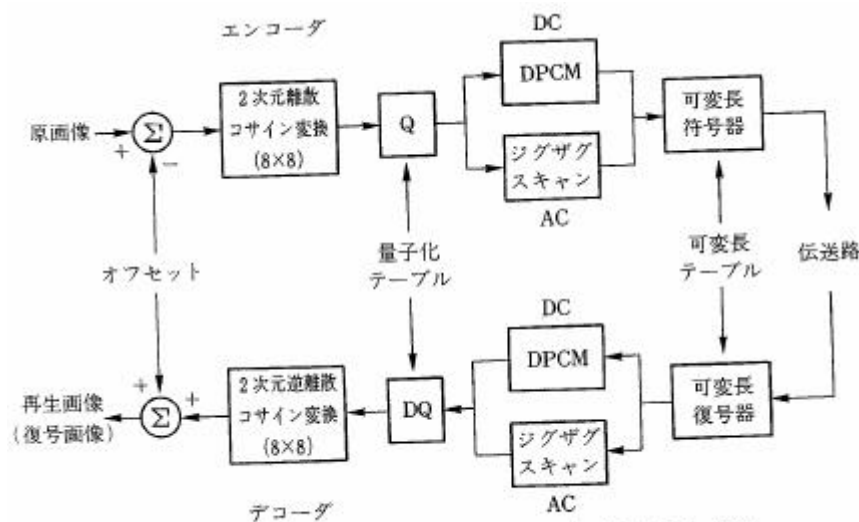 エンコーダ
原画像
+
Σ
−
2次元離散
コサイン変換
(8×8)
Q
DC
DPCM
ジグザグ
スキャン
AC
可変長
符号器
オフセット
量子化
テーブル
可変長
テーブル
伝送路
再生画像
(復号画像)
+
Σ
+
2次元逆離散
コサイン変換
(8×8)
DQ
DC
DPCM
ジグザグ
スキャン
AC
可変長
復号器
デコーダ